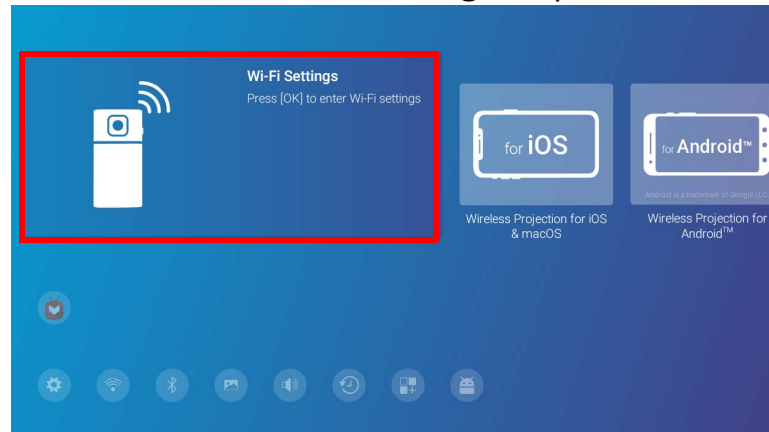 Wi-Fi Settings
Press [OK] to enter Wi-Fi settings
for iOS
for Android™
Android is a trademark of Google LLC.
Wireless Projection for iOS
& macOS
Wireless Projection for
Android™